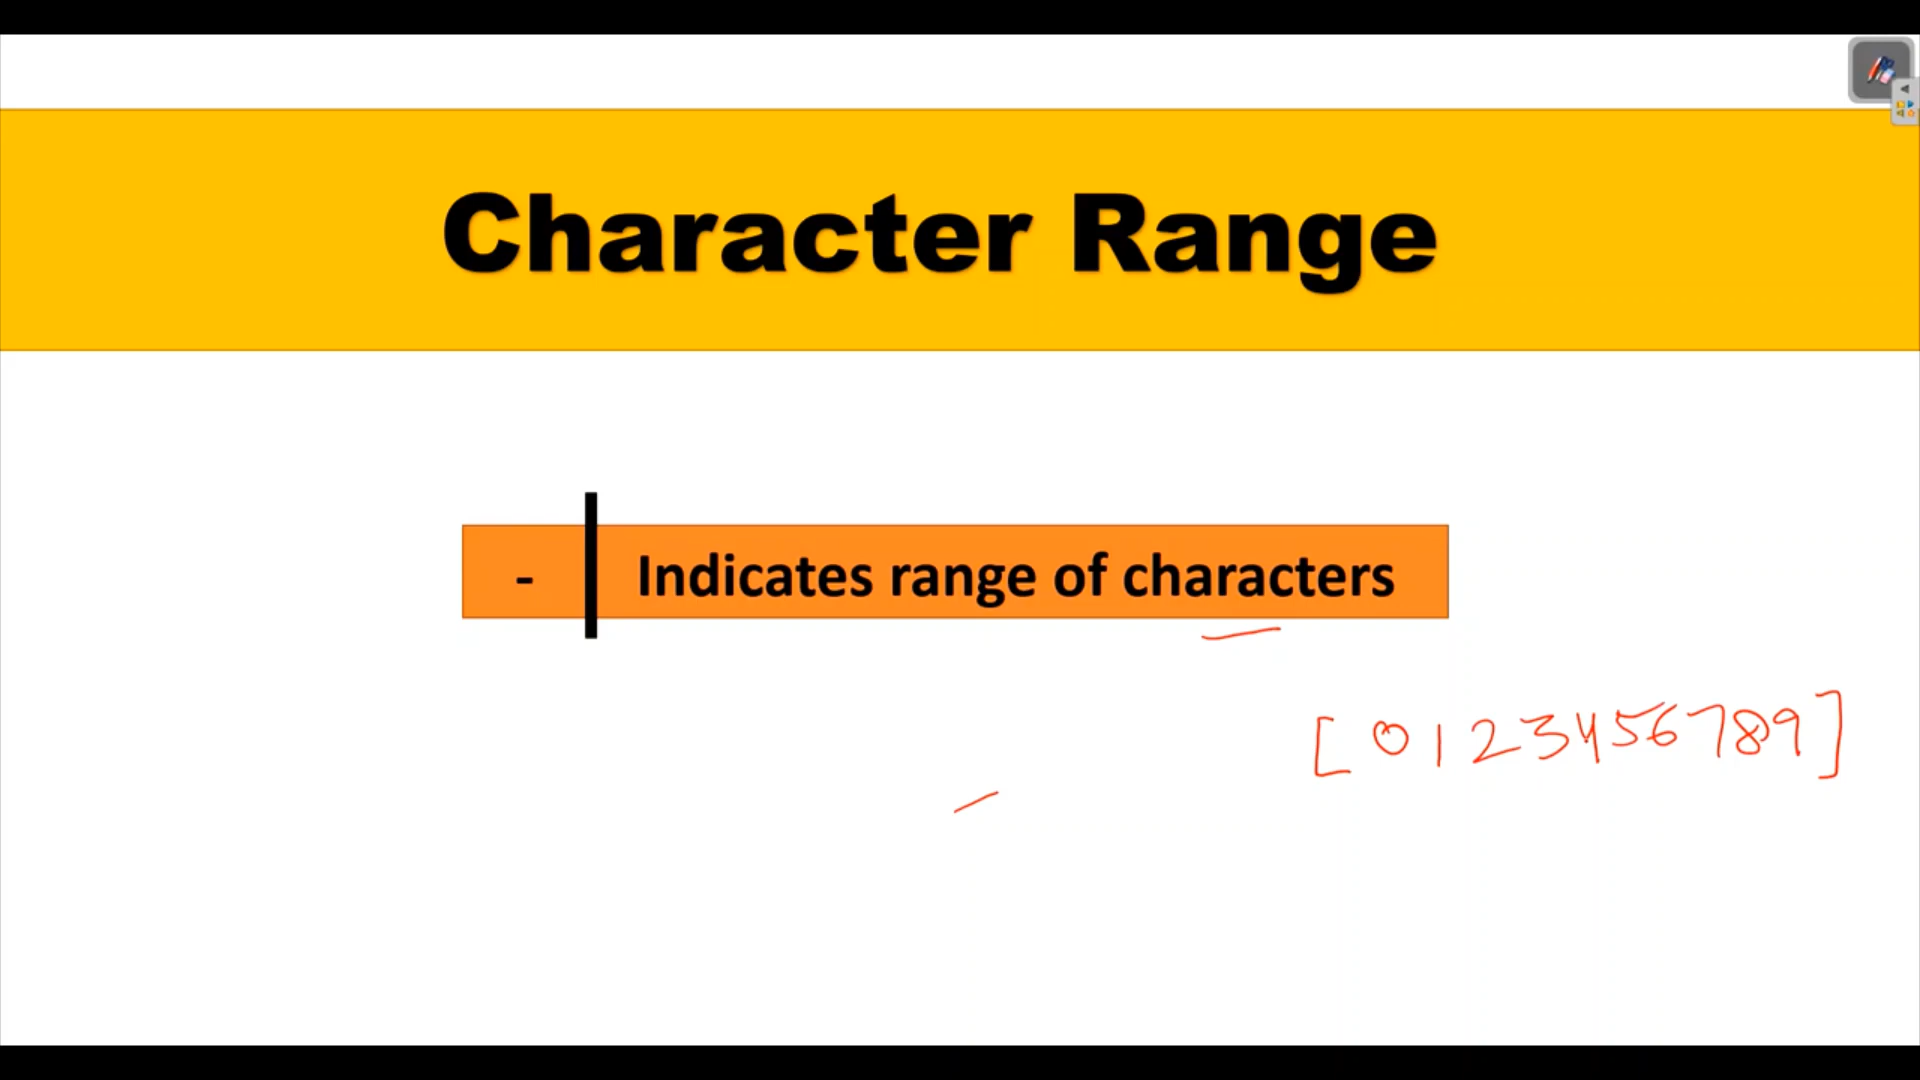 Character Range
- Indicates range of characters
[0123456789]